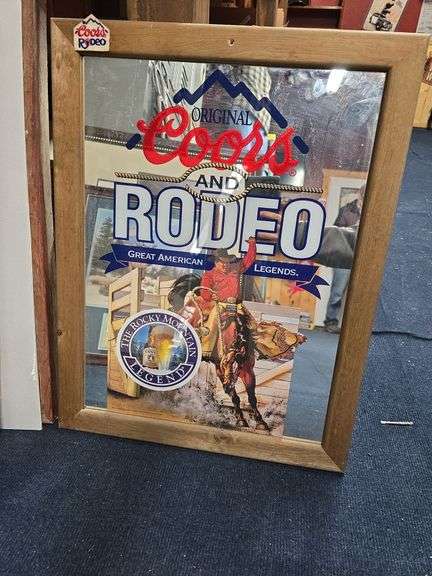 Coors
RODEO
ORIGINAL
Coors
AND
RODEO
GREAT AMERICAN LEGENDS.
THE ROCKY MOUNTAIN
LEGEND